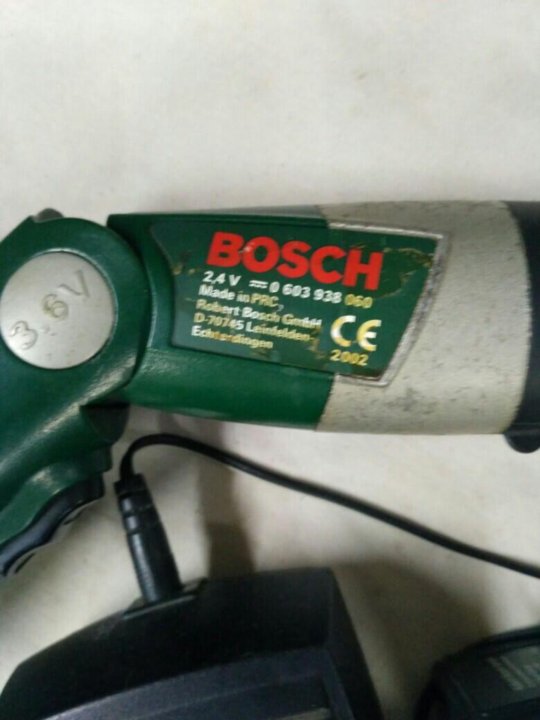 BOSCH
2,4 V ⎓ 0 603 938 060
Made in PRC,
Robert Bosch GmbH
D-70745 Leinfelden-
Echterdingen
CE
2002
3.6V